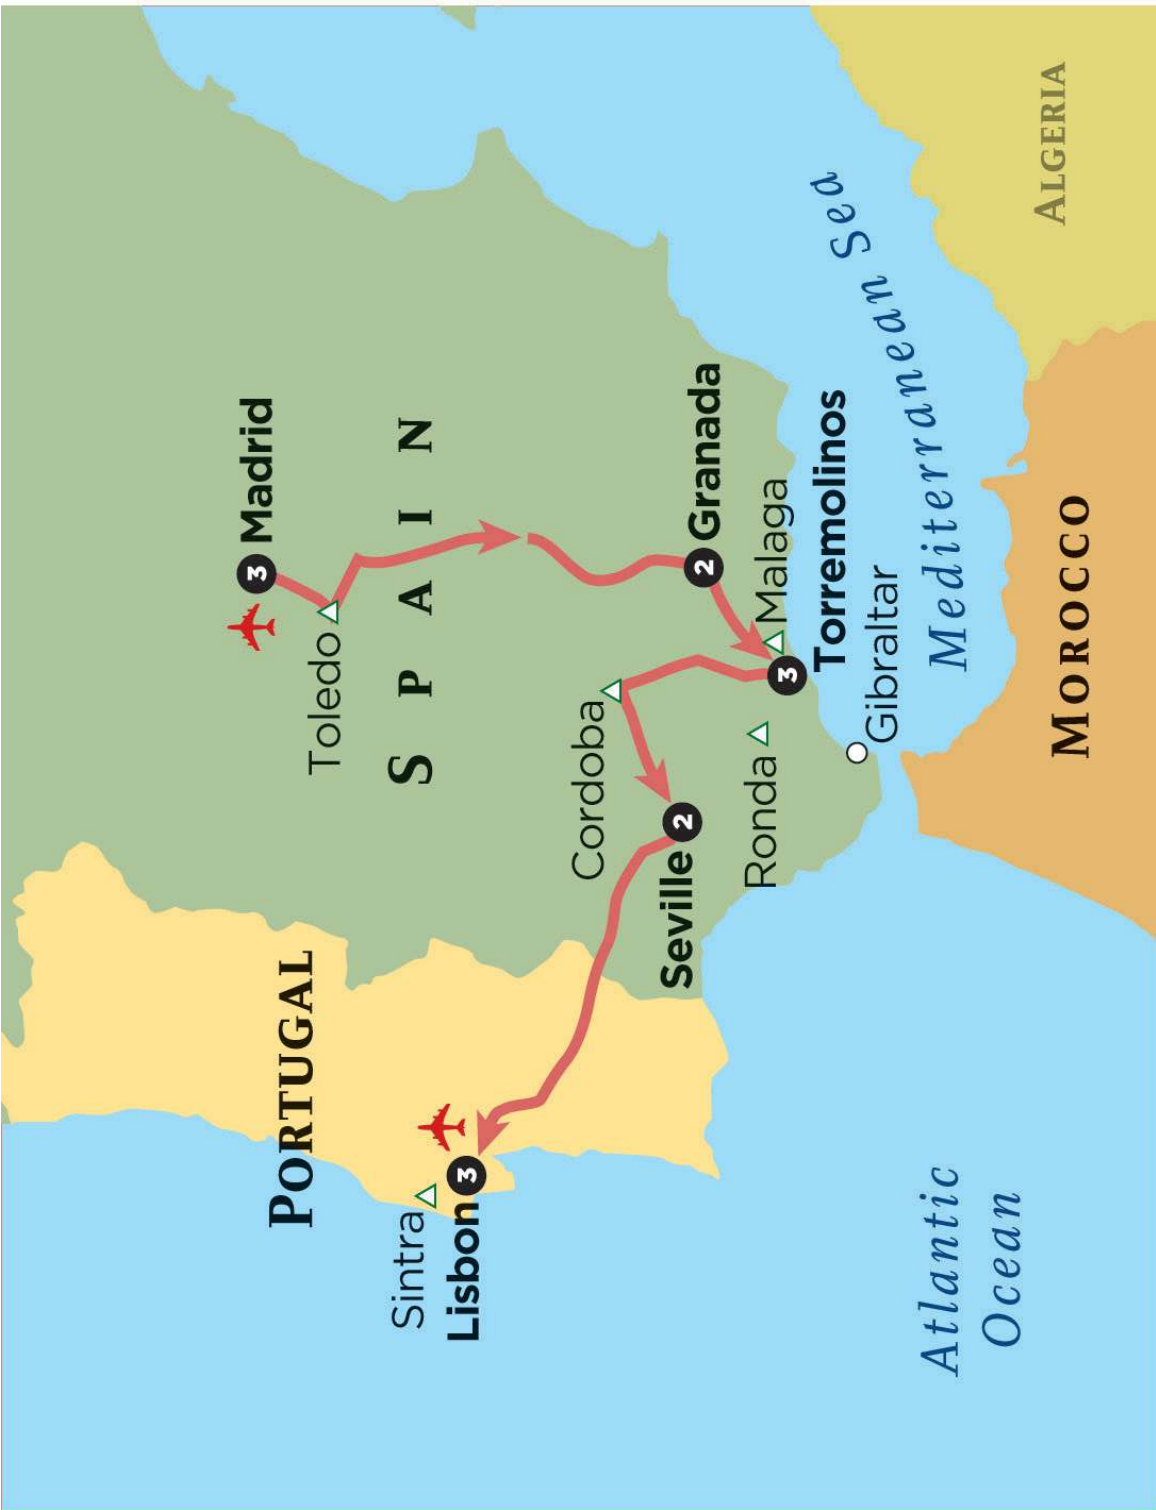 PORTUGAL
Sintra
Lisbon
3
3
Madrid
Toledo
SPAIN
Cordoba
Seville
2
2
Granada
Malaga
3
Torremolinos
Ronda
Gibraltar
Mediterranean Sea
Atlantic
Ocean
MOROCCO
ALGERIA